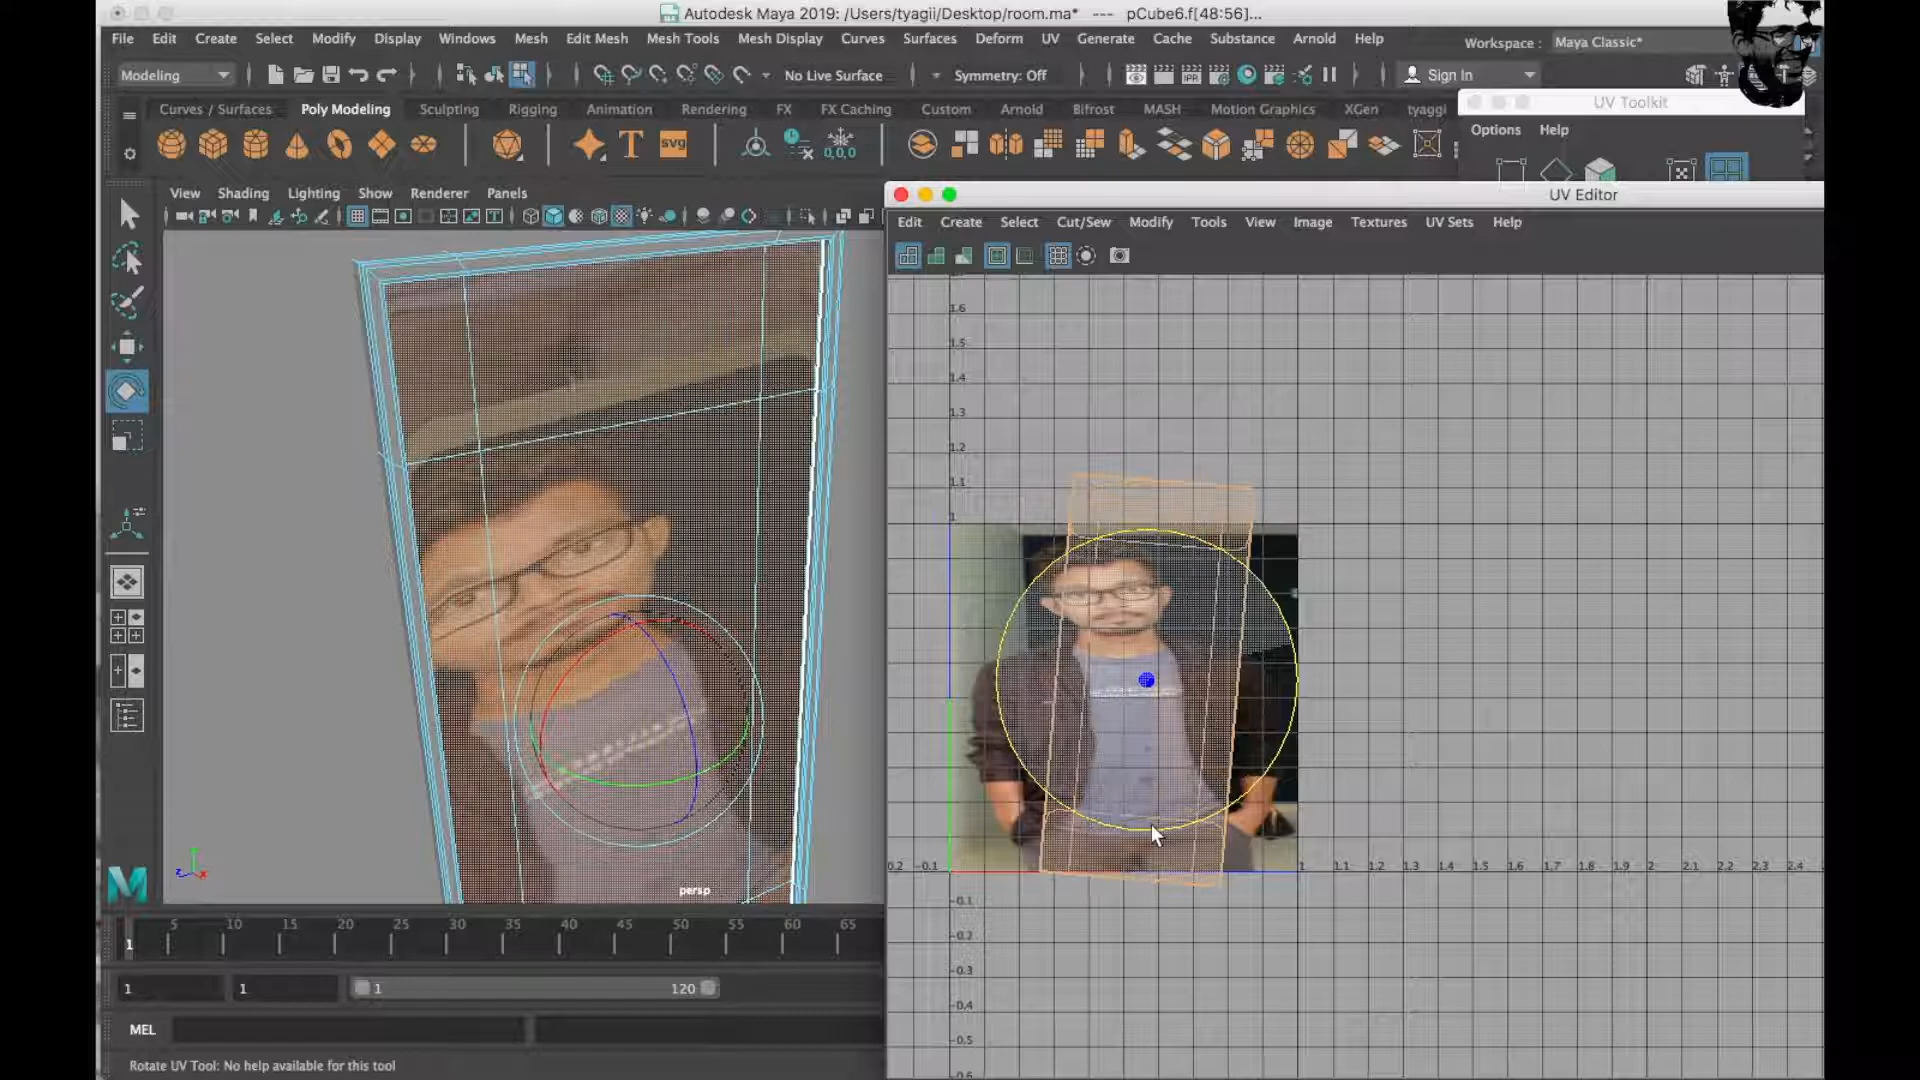 Autodesk Maya 2019: /Users/tyagii/Desktop/room.ma* --- pCube6.f[48:56]...
File Edit Create Select Modify Display Windows Mesh Edit Mesh Mesh Tools Mesh Display Curves Surfaces Deform UV Generate Cache Substance Arnold Help Workspace : Maya Classic*
Modeling No Live Surface Symmetry: Off IPR Sign In
Curves / Surfaces Poly Modeling Sculpting Rigging Animation Rendering FX FX Caching Custom Arnold Bifrost MASH Motion Graphics XGen tyaggi
UV Toolkit
Options Help
T svg 0,0,0
View Shading Lighting Show Renderer Panels
UV Editor
Edit Create Select Cut/Sew Modify Tools View Image Textures UV Sets Help
1.6
1.5
1.4
1.3
1.2
1.1
1
0.2 -0.1 1 1.1 1.2 1.3 1.4 1.5 1.6 1.7 1.8 1.9 2 2.1 2.2 2.3 2.4
-0.1
-0.2
-0.3
-0.4
-0.5
-0.6
z x
persp
M
5 10 15 20 25 30 35 40 45 50 55 60 65
1
1 1 1 120
MEL
Rotate UV Tool: No help available for this tool